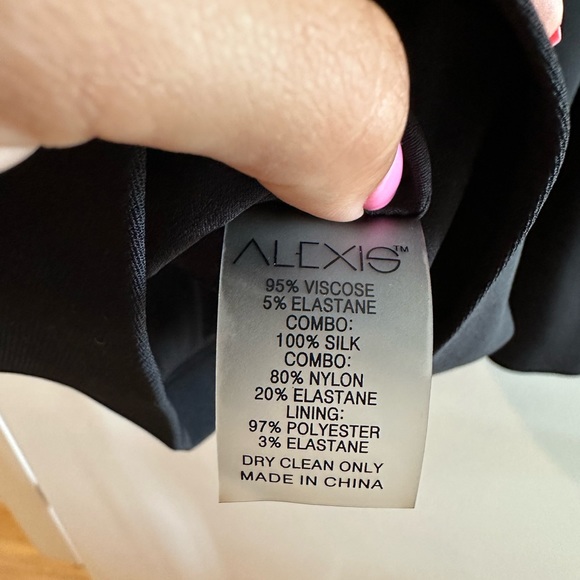 ALEXIS™
95% VISCOSE
5% ELASTANE
COMBO:
100% SILK
COMBO:
80% NYLON
20% ELASTANE
LINING:
97% POLYESTER
3% ELASTANE
DRY CLEAN ONLY
MADE IN CHINA